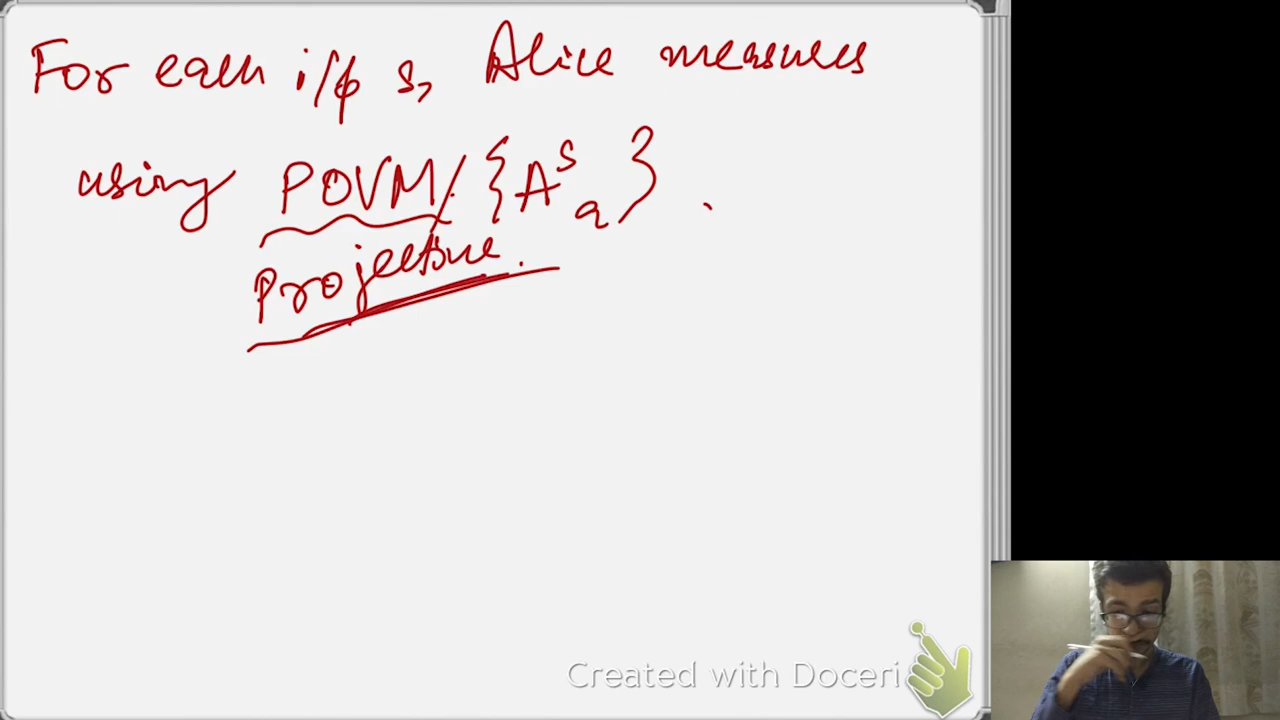 For each i/p s, Alice measures
using POVM/ {A^s_a}.
Projective.
Created with Doceri